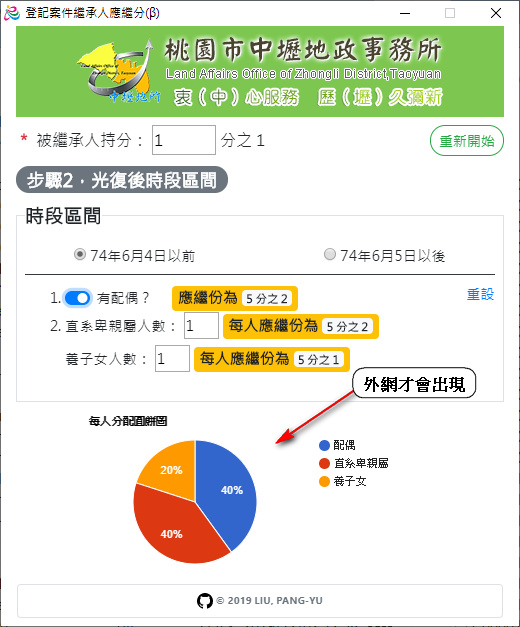 登記案件繼承人應繼分(β)
桃園市中壢地政事務所
Land Affairs Office of Zhongli District,Taoyuan
中壢地所
衷（中）心服務 歷（壢）久彌新
* 被繼承人持分： 1 分之 1 重新開始
步驟2，光復後時段區間
時段區間
74年6月4日以前 74年6月5日以後
1. 有配偶？ 應繼份為 5 分之 2 重設
2. 直系卑親屬人數： 1 每人應繼份為 5 分之 2
養子女人數： 1 每人應繼份為 5 分之 1
外網才會出現
配偶
直系卑親屬
養子女
20%
40%
40%
© 2019 LIU, PANG-YU